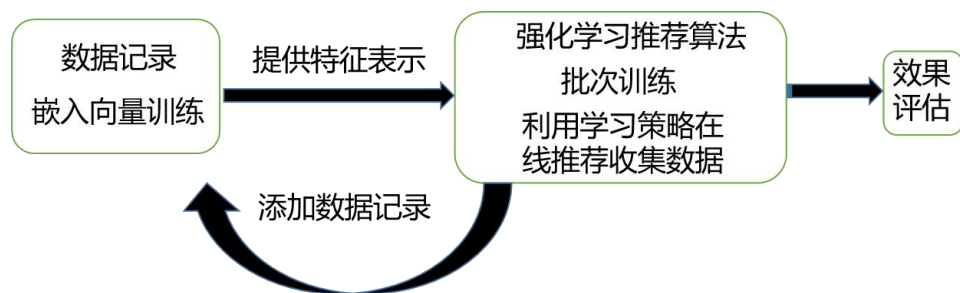 数据记录
嵌入向量训练
提供特征表示
强化学习推荐算法
批次训练
利用学习策略在
线推荐收集数据
效果
评估
添加数据记录